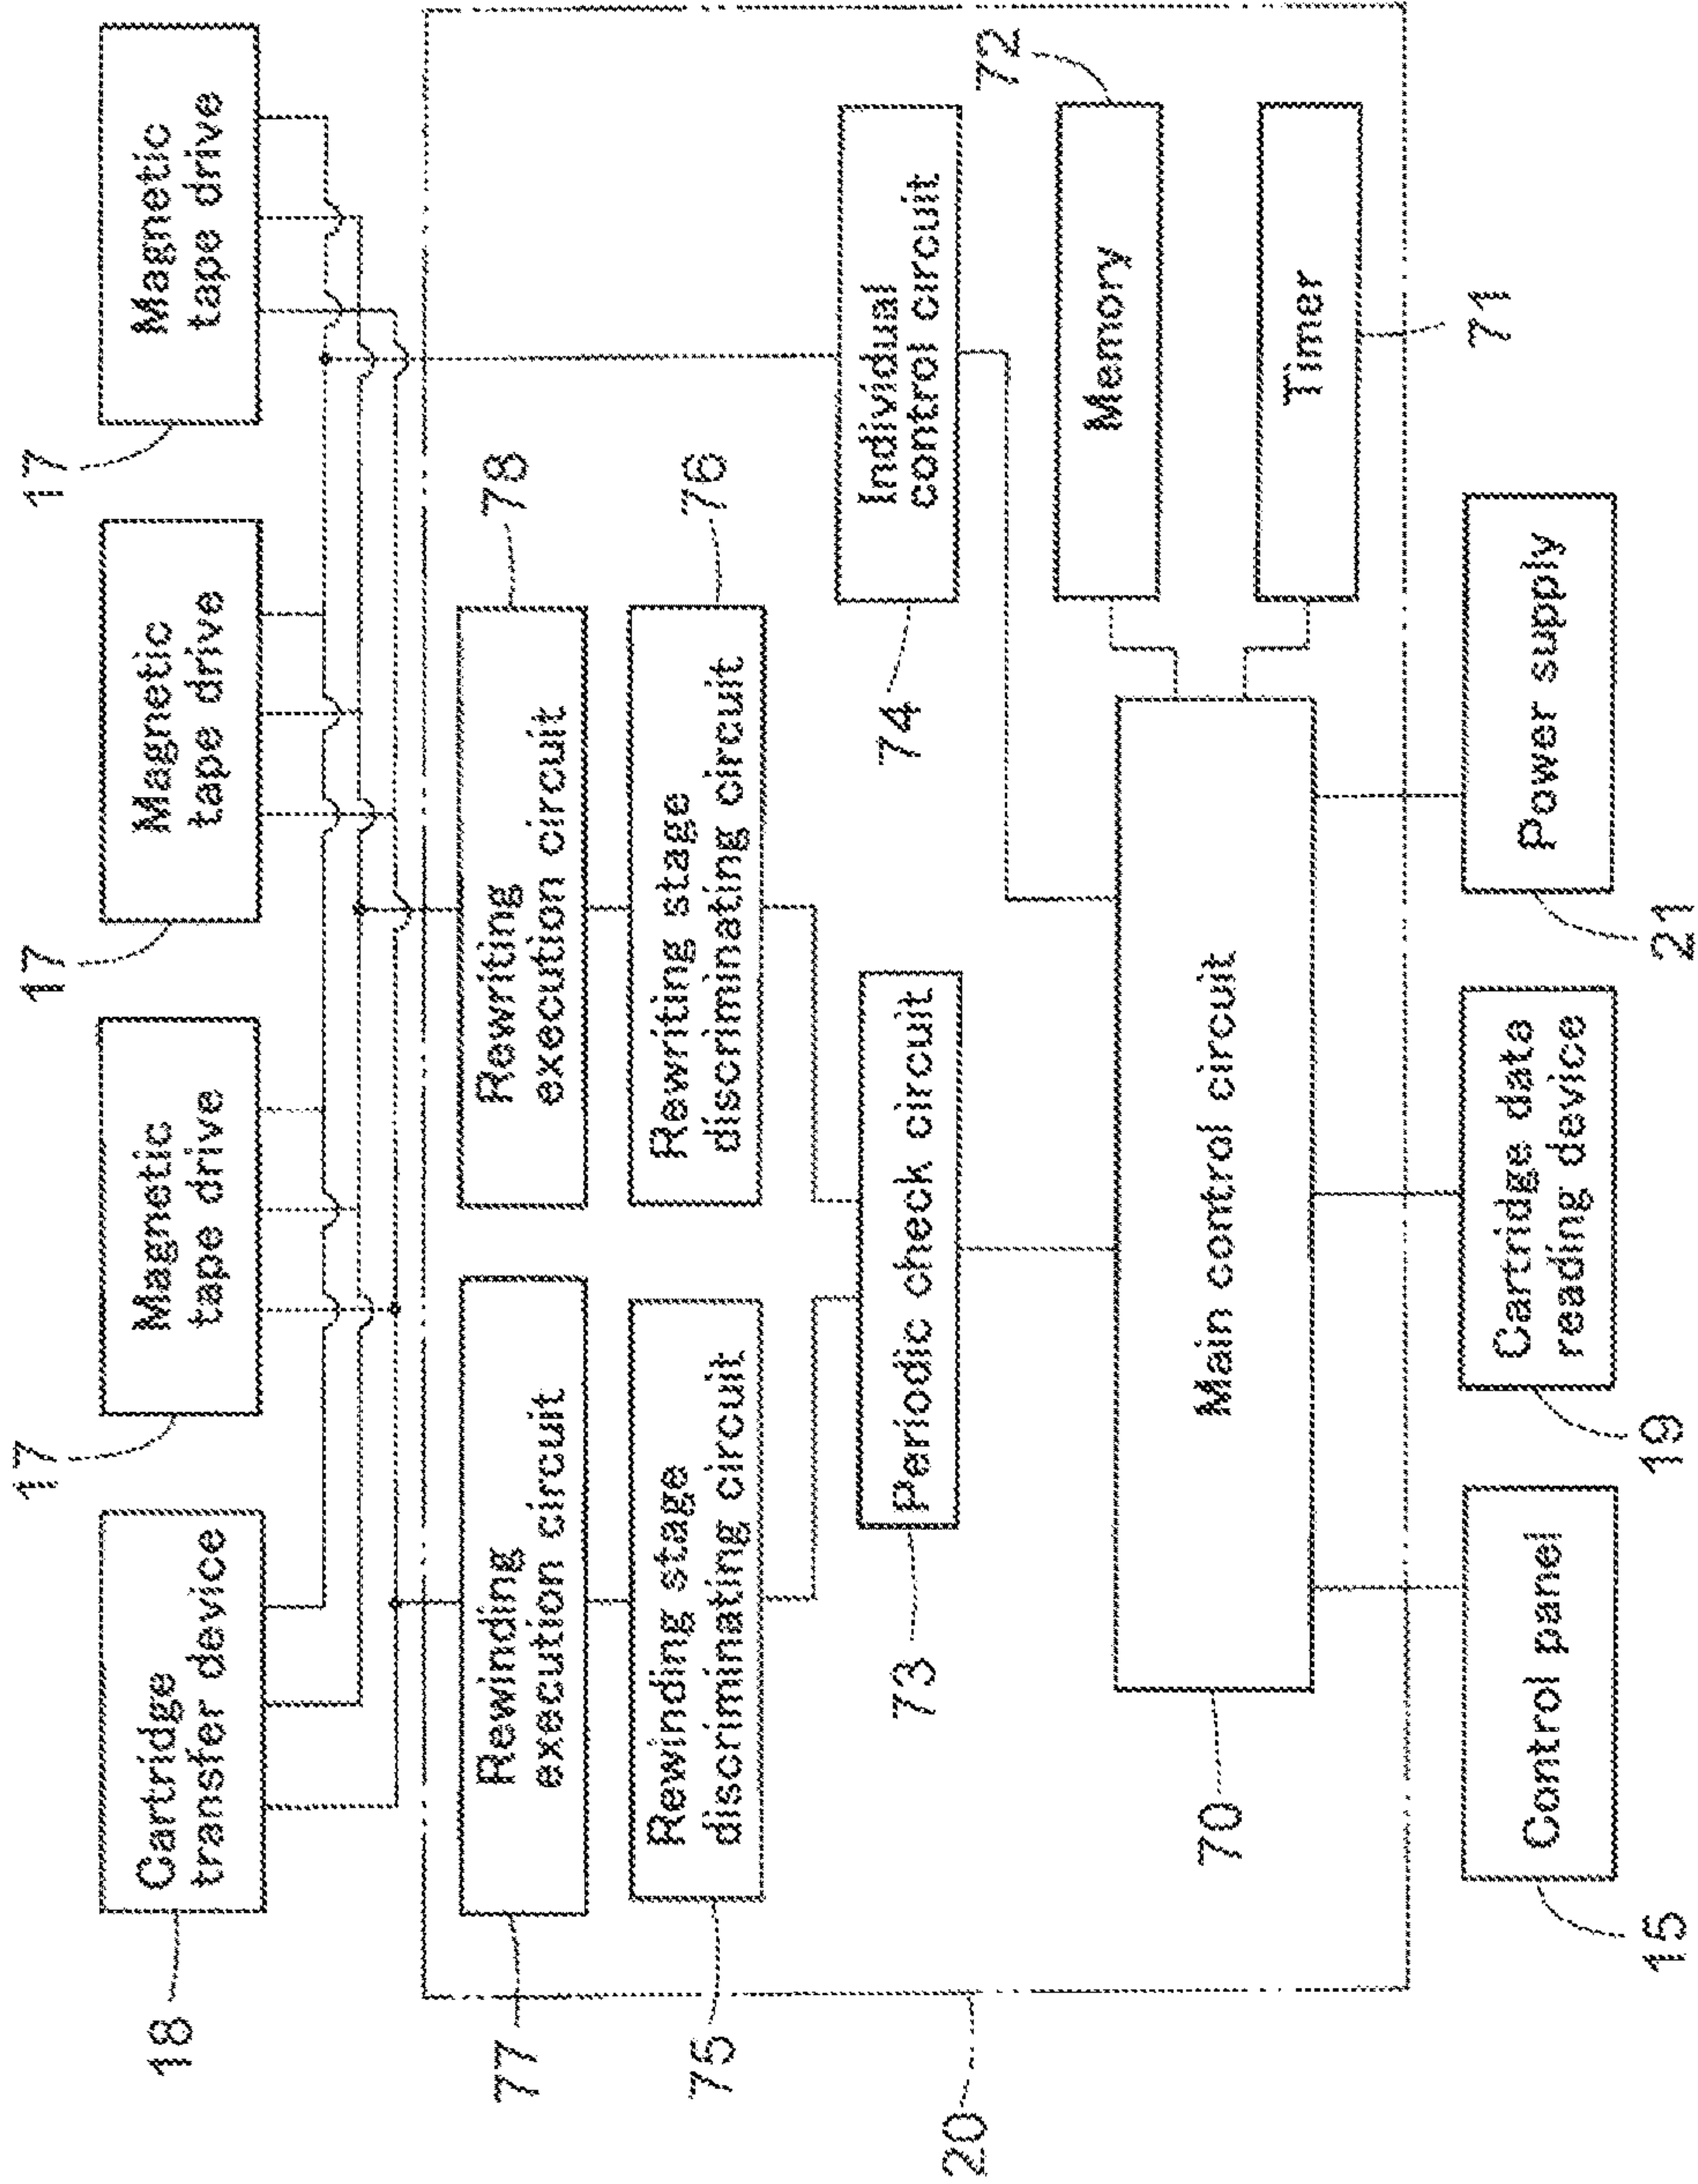 18
Cartridge
transfer device
17
Magnetic
tape drive
17
Magnetic
tape drive
17
Magnetic
tape drive
77
Rewinding
execution circuit
Rewriting
execution circuit
78
75
Rewinding stage
discriminating circuit
Rewriting stage
discriminating circuit
76
73
Periodic check circuit
74
Individual
control circuit
20
70
Main control circuit
Memory
72
Timer
71
15
Control panel
19
Cartridge data
reading device
21
Power supply